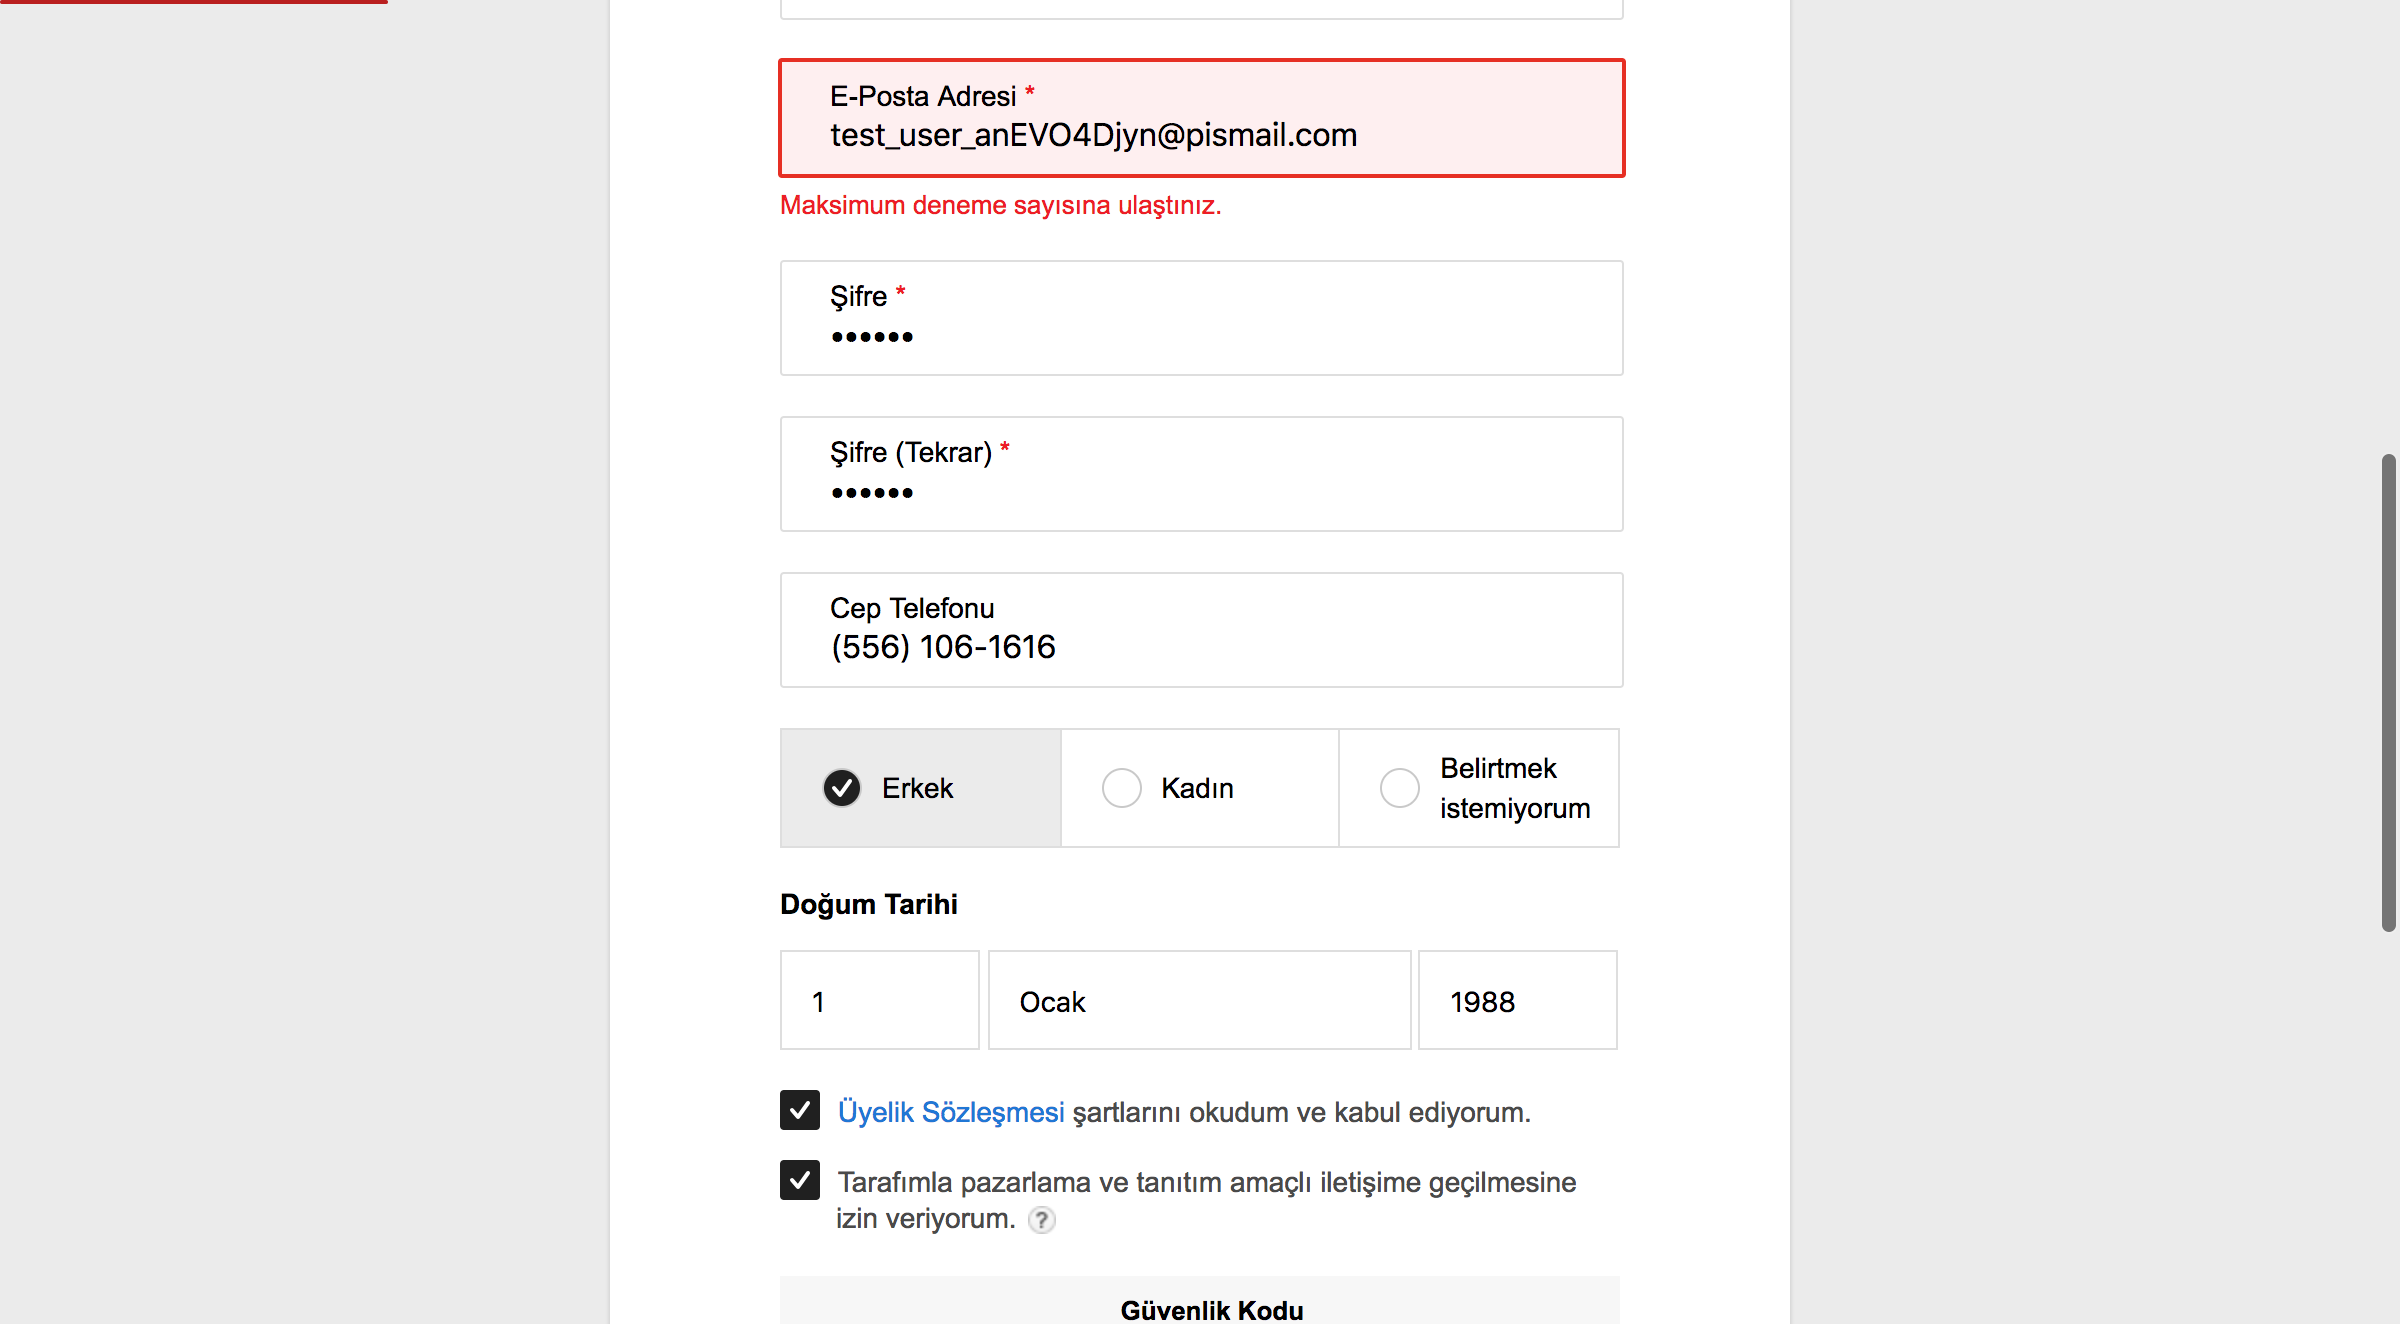 E-Posta Adresi *
test_user_anEVO4Djyn@pismail.com
Maksimum deneme sayısına ulaştınız.
Şifre *
••••••
Şifre (Tekrar) *
••••••
Cep Telefonu
(556) 106-1616
Erkek
Kadın
Belirtmek
istemiyorum
Doğum Tarihi
1 Ocak 1988
Üyelik Sözleşmesi şartlarını okudum ve kabul ediyorum.
Tarafımla pazarlama ve tanıtım amaçlı iletişime geçilmesine
izin veriyorum. ?
Güvenlik Kodu